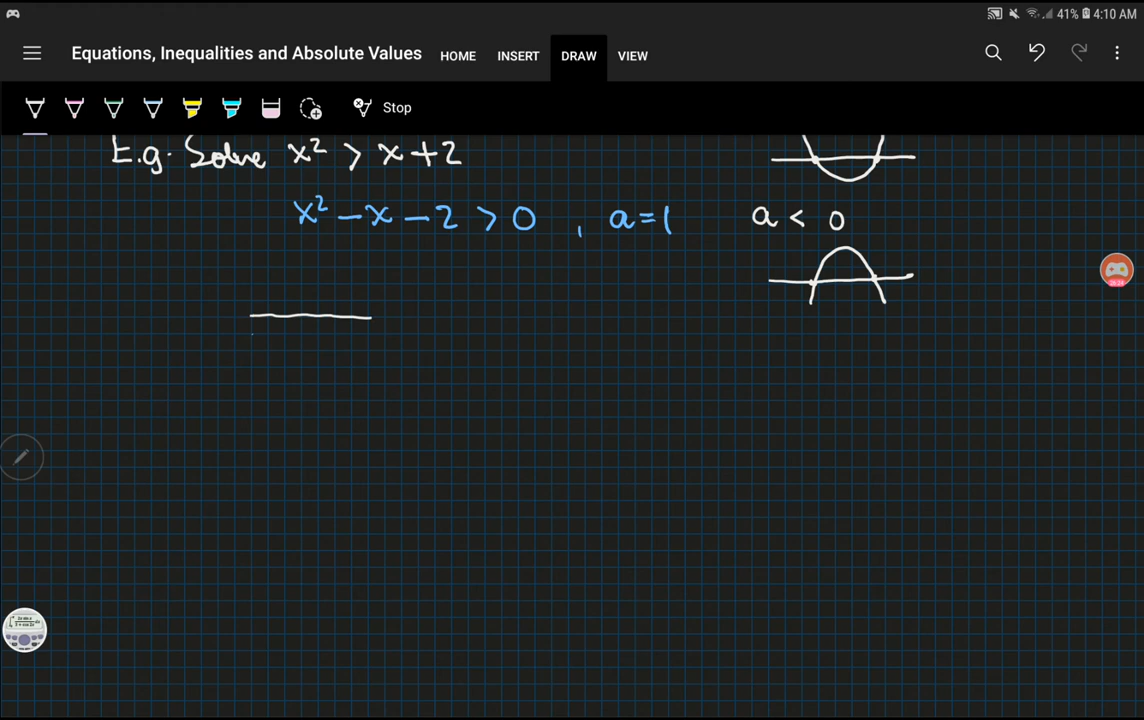 41% 4:10 AM
Equations, Inequalities and Absolute Values HOME INSERT DRAW VIEW
Stop
E.g. Solve x² > x + 2
x² - x - 2 > 0 , a = 1
a < 0